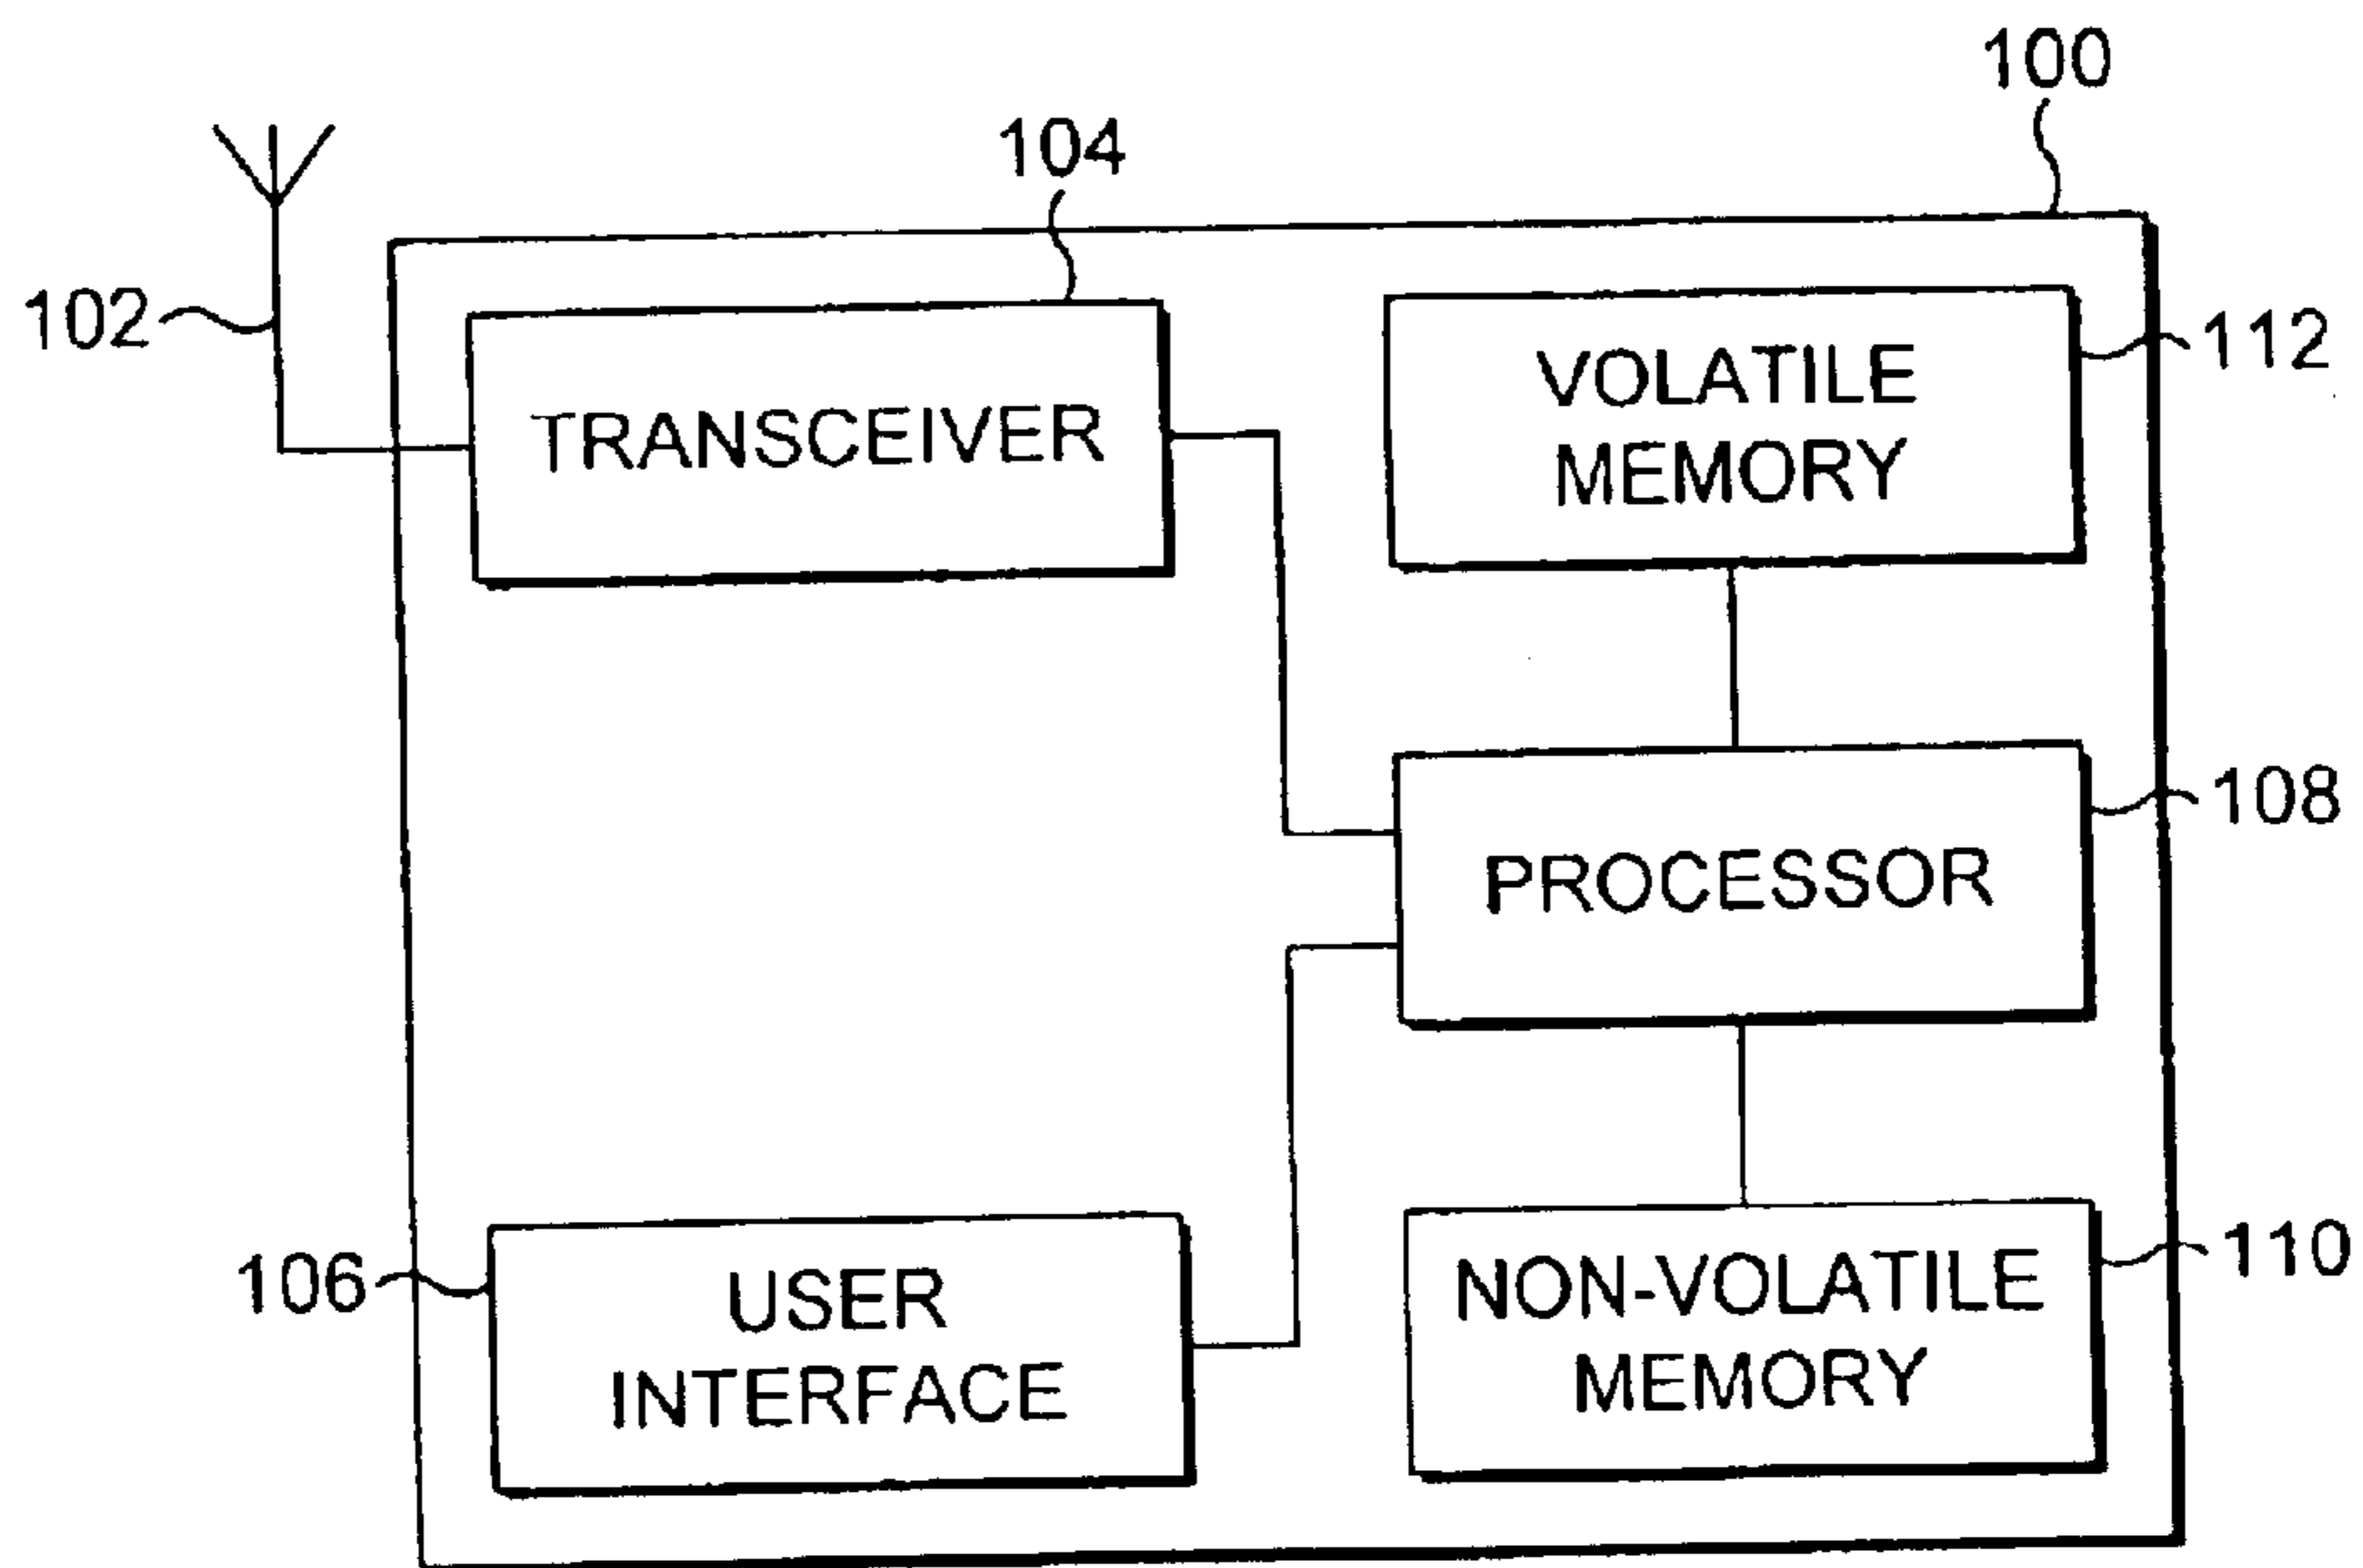 100
104
102
TRANSCEIVER
VOLATILE
MEMORY
112
108
PROCESSOR
106
USER
INTERFACE
NON-VOLATILE
MEMORY
110